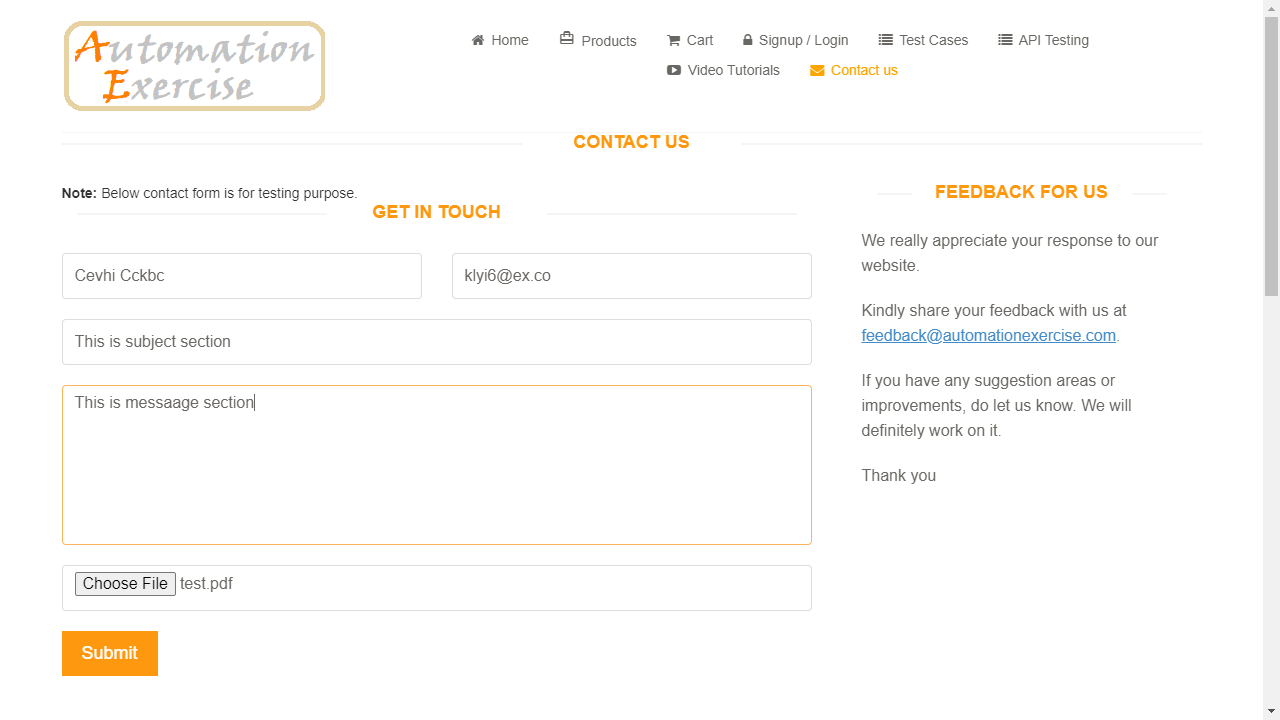 Automation
Exercise
Home
Products
Cart
Signup / Login
Test Cases
API Testing
Video Tutorials
Contact us
CONTACT US
Note: Below contact form is for testing purpose.
GET IN TOUCH
Cevhi Cckbc
klyi6@ex.co
This is subject section
This is messaage section
Choose File test.pdf
Submit
FEEDBACK FOR US
We really appreciate your response to our
website.
Kindly share your feedback with us at
feedback@automationexercise.com.
If you have any suggestion areas or
improvements, do let us know. We will
definitely work on it.
Thank you